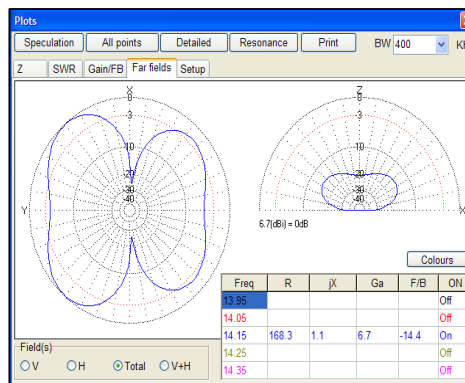 Plots
Speculation All points Detailed Resonance Print BW 400
Z SWR Gain/FB Far fields Setup
X
0
-3
-10
-20
-30
-40
Y
Z
0
-3
-10
-20
-30
-40
X
6.7(dBi) = 0dB
Colours
Freq R jX Ga F/B ON
13.95 Off
14.05 Off
14.15 168.3 1.1 6.7 -14.4 On
14.25 Off
14.35 Off
Field(s)
V H Total V+H